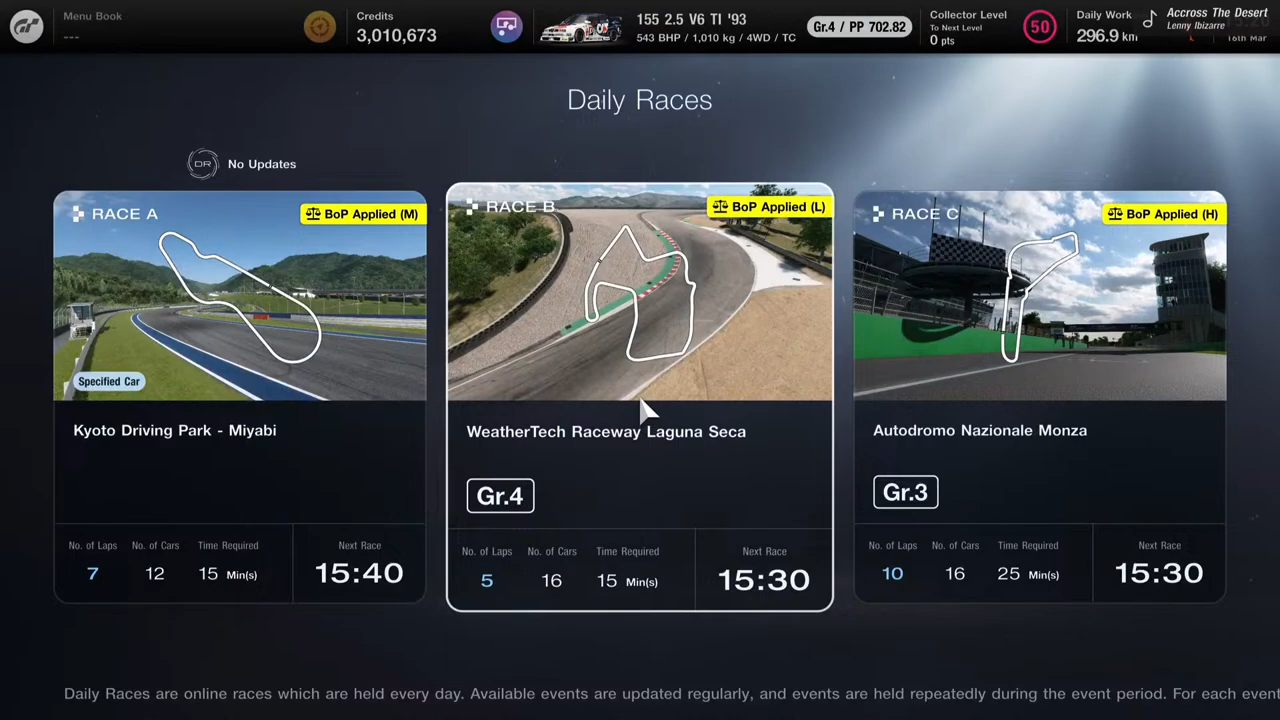 Menu Book
---
Credits
3,010,673
155 2.5 V6 TI '93
543 BHP / 1,010 kg / 4WD / TC
Gr.4 / PP 702.82
Collector Level
To Next Level
0 pts
50
Daily Work
296.9 km
Accross The Desert
Lenny Ibizarre
16th Mar
Daily Races
DR
No Updates
RACE A
BoP Applied (M)
Specified Car
Kyoto Driving Park - Miyabi
No. of Laps
No. of Cars
Time Required
Next Race
7
12
15 Min(s)
15:40
RACE B
BoP Applied (L)
WeatherTech Raceway Laguna Seca
Gr.4
No. of Laps
No. of Cars
Time Required
Next Race
5
16
15 Min(s)
15:30
RACE C
BoP Applied (H)
Autodromo Nazionale Monza
Gr.3
No. of Laps
No. of Cars
Time Required
Next Race
10
16
25 Min(s)
15:30
Daily Races are online races which are held every day. Available events are updated regularly, and events are held repeatedly during the event period. For each event